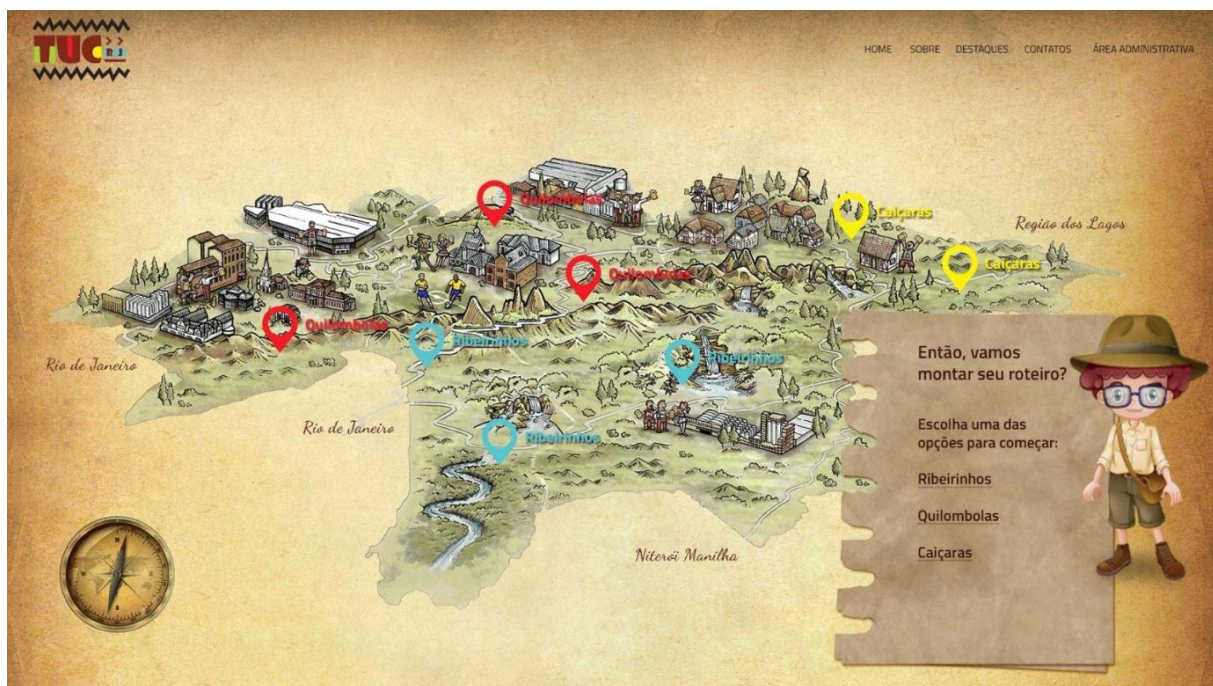 TUC
HOME SOBRE DESTAQUES CONTATOS ÁREA ADMINISTRATIVA
Quilombolas
Caiçaras
Região dos Lagos
Caiçaras
Quilombolas
Quilombolas
Ribeirinhos
Ribeirinhos
Rio de Janeiro
Rio de Janeiro
Ribeirinhos
Niterói Manilha
Então, vamos
montar seu roteiro?
Escolha uma das
opções para começar:
Ribeirinhos
Quilombolas
Caiçaras
N
S